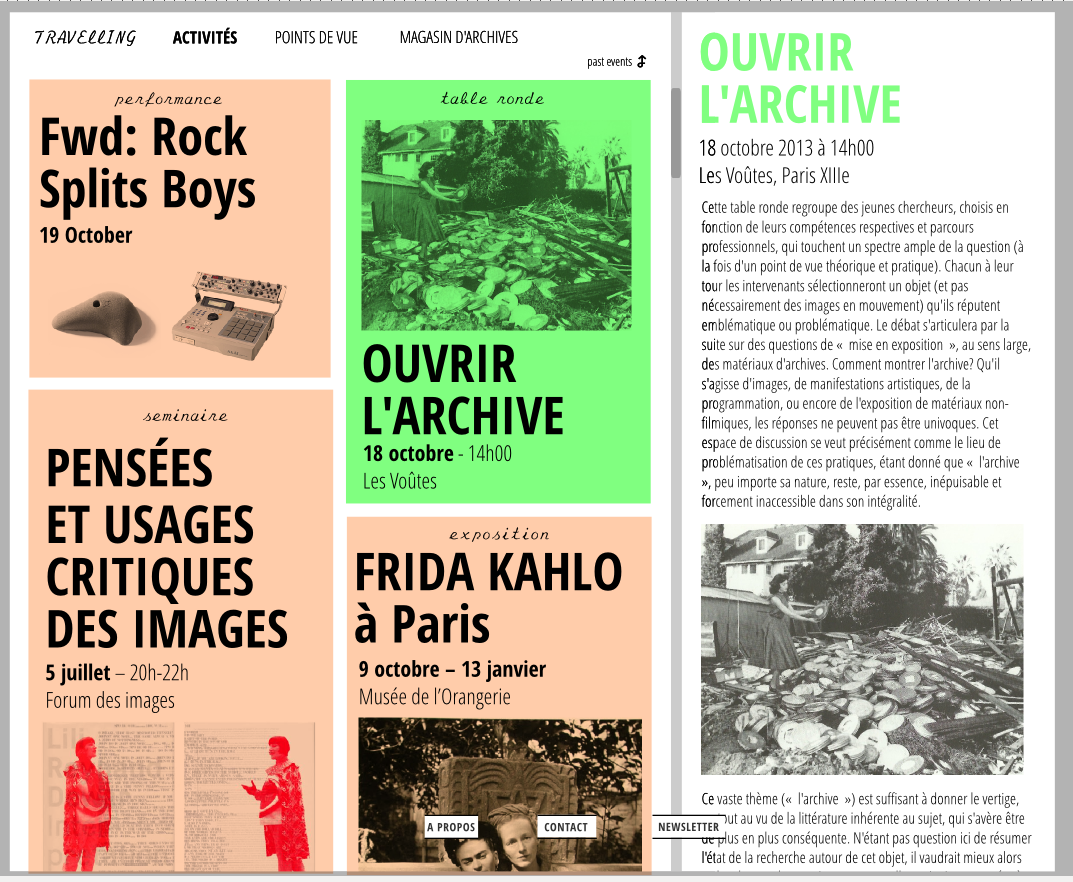 TRAVELLING
ACTIVITÉS
POINTS DE VUE
MAGASIN D'ARCHIVES
past events
performance
Fwd: Rock
Splits Boys
19 October
seminaire
PENSÉES
ET USAGES
CRITIQUES
DES IMAGES
5 juillet – 20h-22h
Forum des images
table ronde
OUVRIR
L'ARCHIVE
18 octobre - 14h00
Les Voûtes
exposition
FRIDA KAHLO
à Paris
9 octobre – 13 janvier
Musée de l'Orangerie
A PROPOS
CONTACT
NEWSLETTER
OUVRIR
L'ARCHIVE
18 octobre 2013 à 14h00
Les Voûtes, Paris XIIIe
Cette table ronde regroupe des jeunes chercheurs, choisis en
fonction de leurs compétences respectives et parcours
professionnels, qui touchent un spectre ample de la question (à
la fois d'un point de vue théorique et pratique). Chacun à leur
tour les intervenants sélectionneront un objet (et pas
nécessairement des images en mouvement) qu'ils réputent
emblématique ou problématique. Le débat s'articulera par la
suite sur des questions de « mise en exposition », au sens large,
des matériaux d'archives. Comment montrer l'archive? Qu'il
s'agisse d'images, de manifestations artistiques, de la
programmation, ou encore de l'exposition de matériaux non-
filmiques, les réponses ne peuvent pas être univoques. Cet
espace de discussion se veut précisément comme le lieu de
problématisation de ces pratiques, étant donné que « l'archive
», peu importe sa nature, reste, par essence, inépuisable et
forcement inaccessible dans son intégralité.
Ce vaste thème (« l'archive ») est suffisant à donner le vertige,
au vu de la littérature inhérente au sujet, qui s'avère être
de plus en plus conséquente. N'étant pas question ici de résumer
l'état de la recherche autour de cet objet, il vaudrait mieux alors